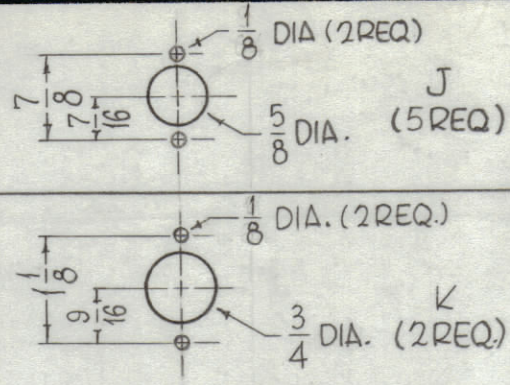 1/8 DIA (2REQ)
7/8
7/16
5/8 DIA.
J
(5REQ)
1/8 DIA. (2REQ.)
1 1/8
9/16
3/4 DIA.
K
(2REQ.)